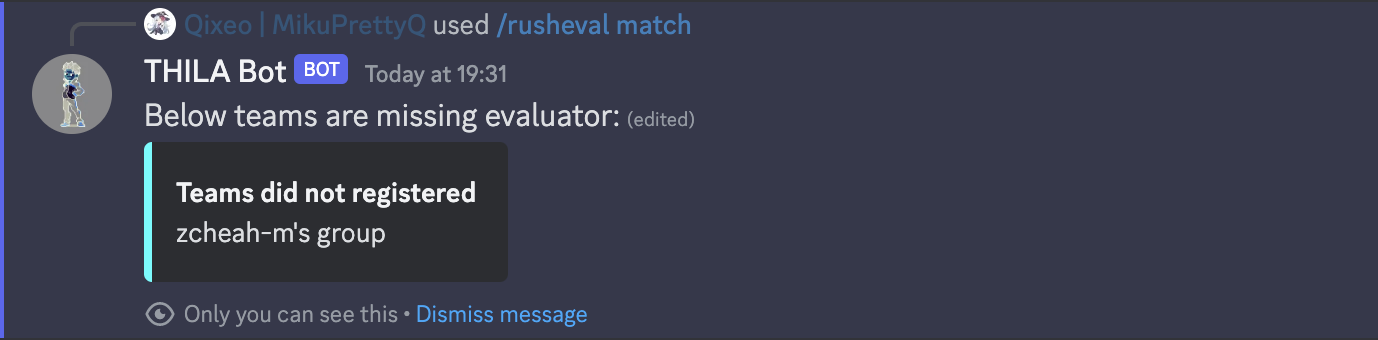 Qixeo | MikuPrettyQ used /rusheval match
THILA Bot BOT Today at 19:31
Below teams are missing evaluator: (edited)
Teams did not registered
zcheah-m's group
Only you can see this • Dismiss message